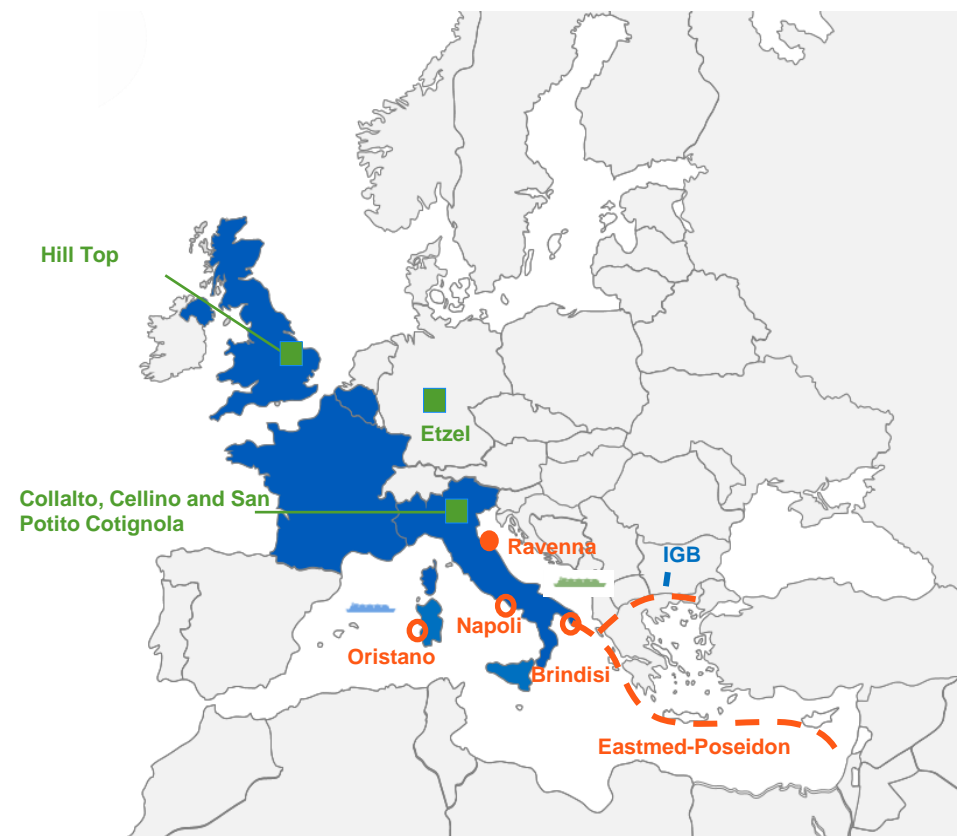 Hill Top
Etzel
Collalto, Cellino and San
Potito Cotignola
Ravenna
IGB
Napoli
Oristano
Brindisi
Eastmed-Poseidon